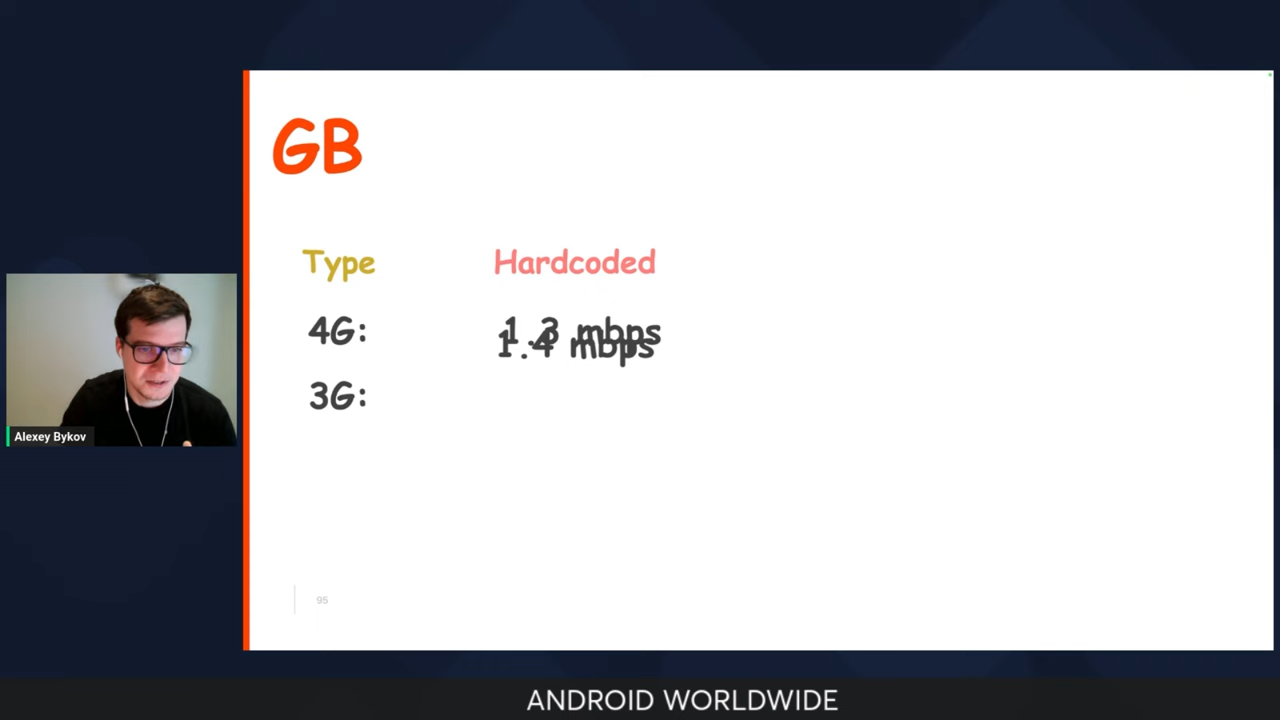 GB
Type Hardcoded
4G: 1.3 mbps
1.4 mbps
3G:
95
Alexey Bykov
ANDROID WORLDWIDE